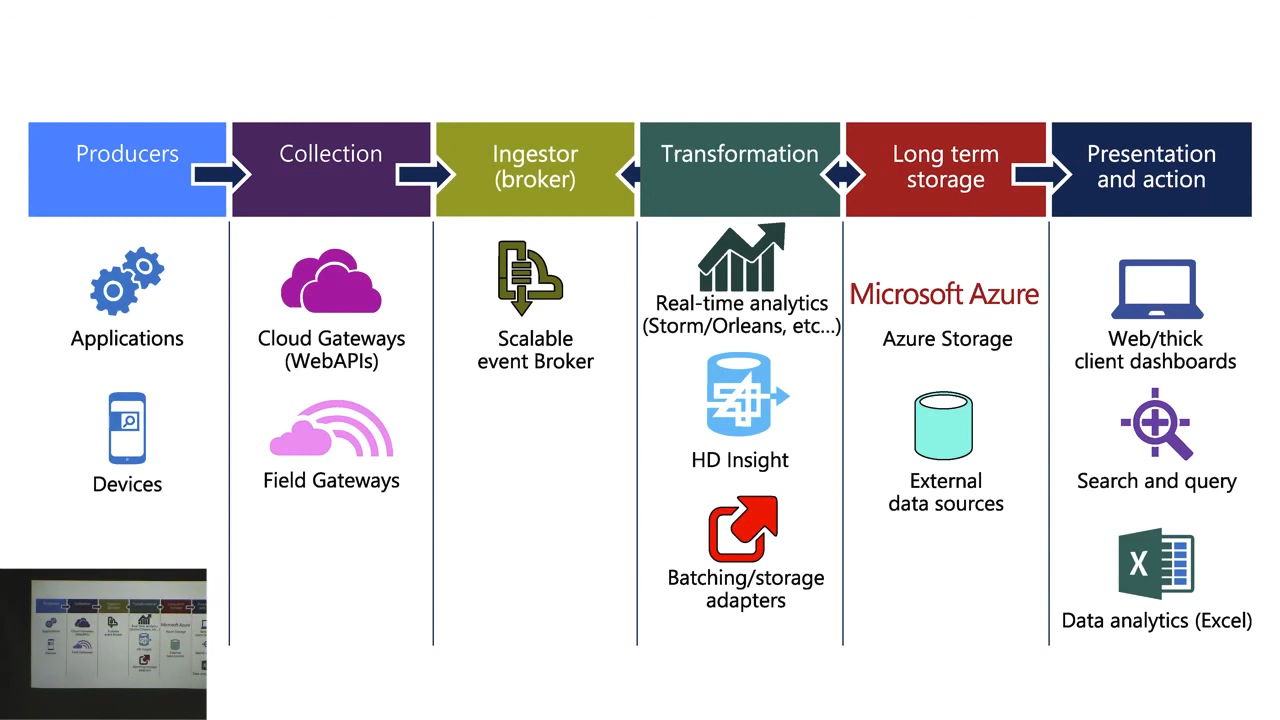 Producers
Collection
Ingestor
(broker)
Transformation
Long term
storage
Presentation
and action
Applications
Devices
Cloud Gateways
(WebAPIs)
Field Gateways
Scalable
event Broker
Real-time analytics
(Storm/Orleans, etc...)
HD Insight
Batching/storage
adapters
Microsoft Azure
Azure Storage
External
data sources
Web/thick
client dashboards
Search and query
X
Data analytics (Excel)